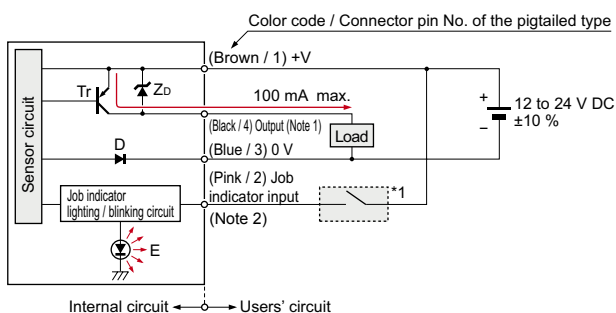 Color code / Connector pin No. of the pigtailed type
(Brown / 1) +V
Tr
ZD
100 mA max.
+
−
12 to 24 V DC
±10 %
(Black / 4) Output (Note 1)
Load
Sensor circuit
D
(Blue / 3) 0 V
(Pink / 2) Job
indicator input
(Note 2)
*1
Job indicator
lighting / blinking circuit
E
Internal circuit
Users' circuit